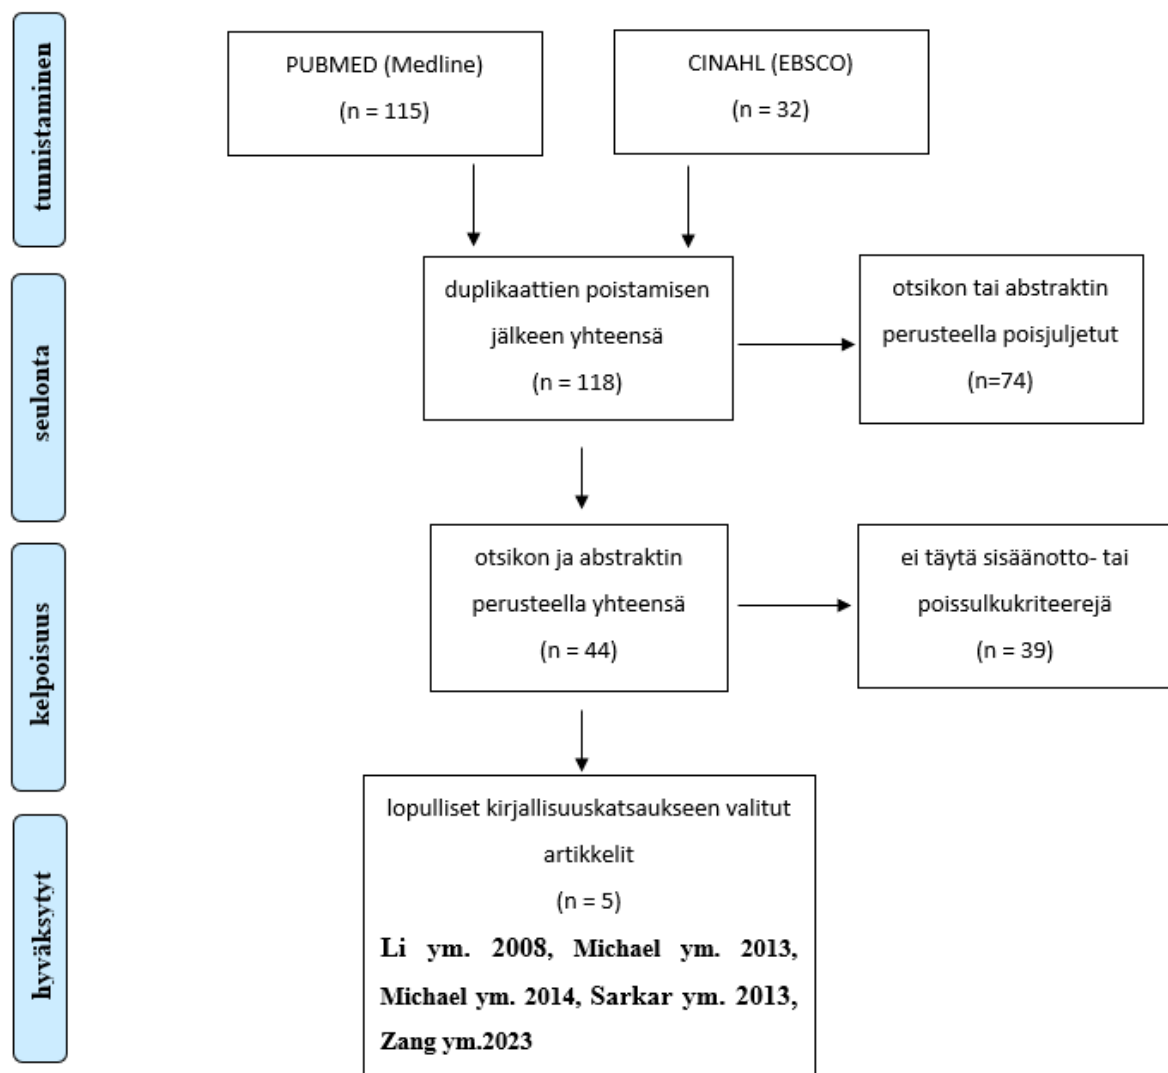 tunnistaminen
PUBMED (Medline)
(n = 115)
CINAHL (EBSCO)
(n = 32)
seulonta
duplikaattien poistamisen
jälkeen yhteensä
(n = 118)
otsikon tai abstraktin
perusteella poisjuljetut
(n=74)
kelpoisuus
otsikon ja abstraktin
perusteella yhteensä
(n = 44)
ei täytä sisäänotto- tai
poissulkukriteerejä
(n = 39)
hyväksytyt
lopulliset kirjallisuuskatsaukseen valitut
artikkelit
(n = 5)
Li ym. 2008, Michael ym. 2013,
Michael ym. 2014, Sarkar ym. 2013,
Zang ym.2023